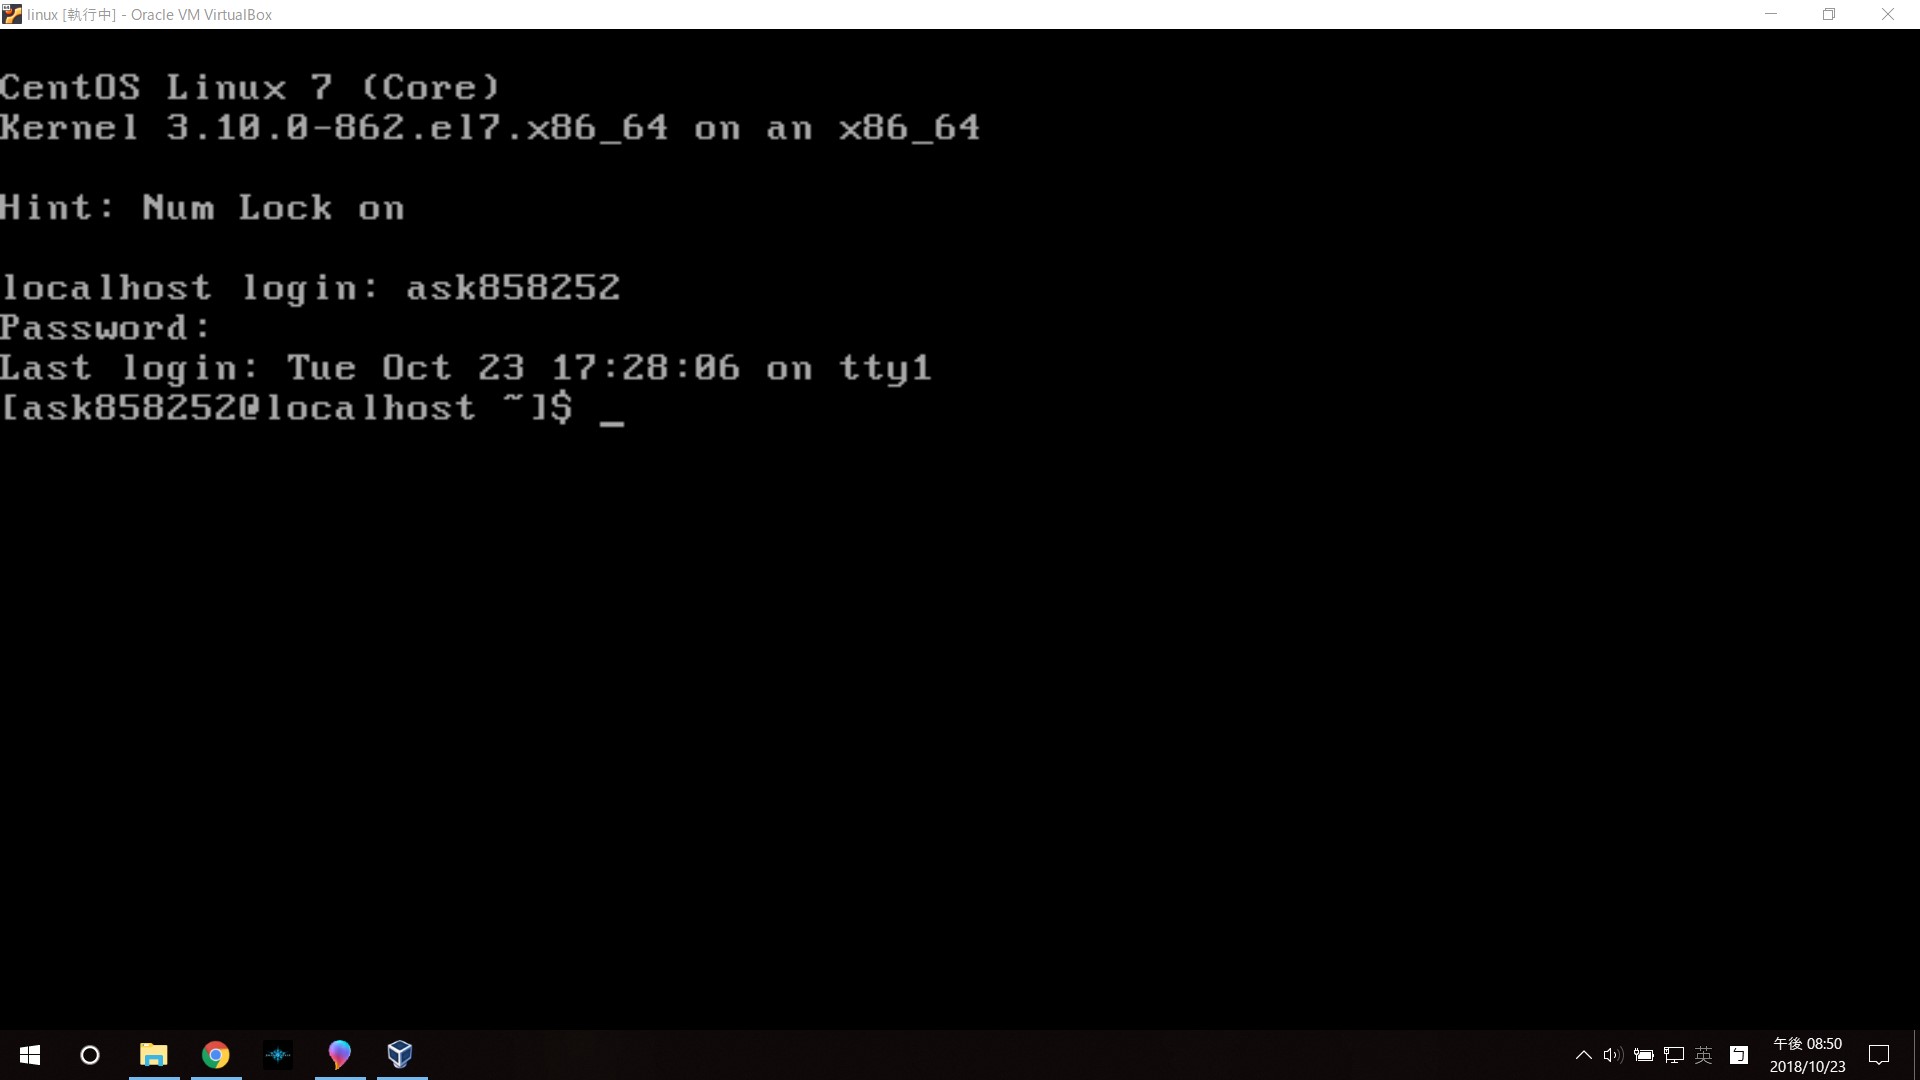 linux [執行中] - Oracle VM VirtualBox
CentOS Linux 7 (Core)
Kernel 3.10.0-862.el7.x86_64 on an x86_64
Hint: Num Lock on
localhost login: ask858252
Password:
Last login: Tue Oct 23 17:28:06 on tty1
[ask858252@localhost ~]$ _
英
午後 08:50
2018/10/23